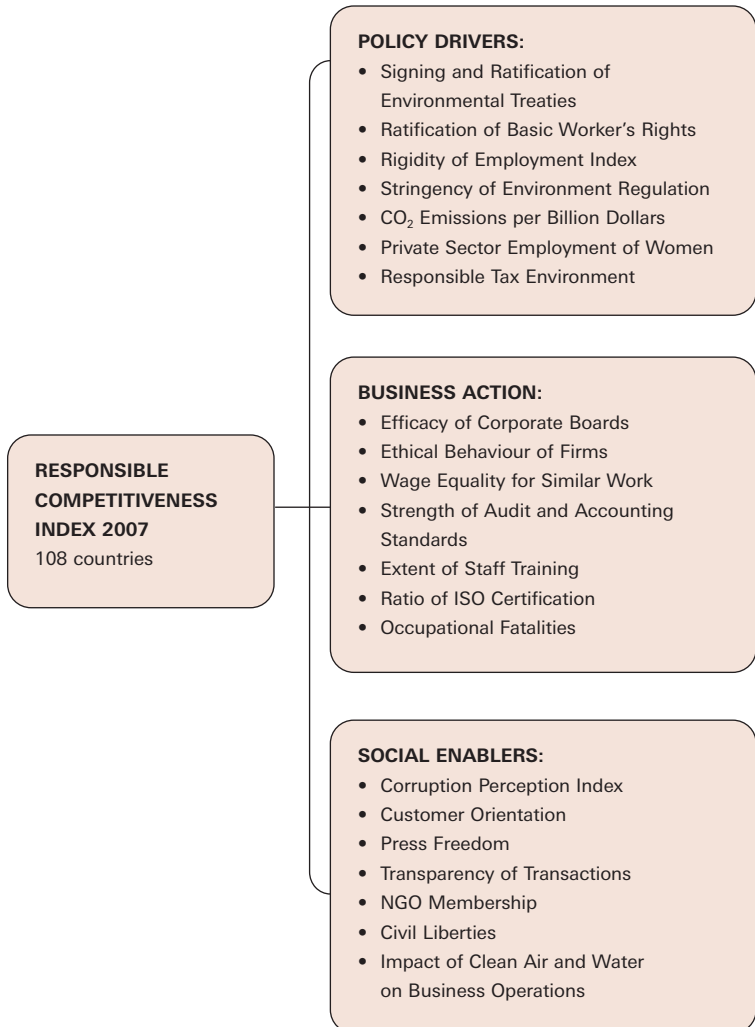 RESPONSIBLE
COMPETITIVENESS
INDEX 2007
108 countries
POLICY DRIVERS:
• Signing and Ratification of
Environmental Treaties
• Ratification of Basic Worker's Rights
• Rigidity of Employment Index
• Stringency of Environment Regulation
• CO₂ Emissions per Billion Dollars
• Private Sector Employment of Women
• Responsible Tax Environment
BUSINESS ACTION:
• Efficacy of Corporate Boards
• Ethical Behaviour of Firms
• Wage Equality for Similar Work
• Strength of Audit and Accounting
Standards
• Extent of Staff Training
• Ratio of ISO Certification
• Occupational Fatalities
SOCIAL ENABLERS:
• Corruption Perception Index
• Customer Orientation
• Press Freedom
• Transparency of Transactions
• NGO Membership
• Civil Liberties
• Impact of Clean Air and Water
on Business Operations